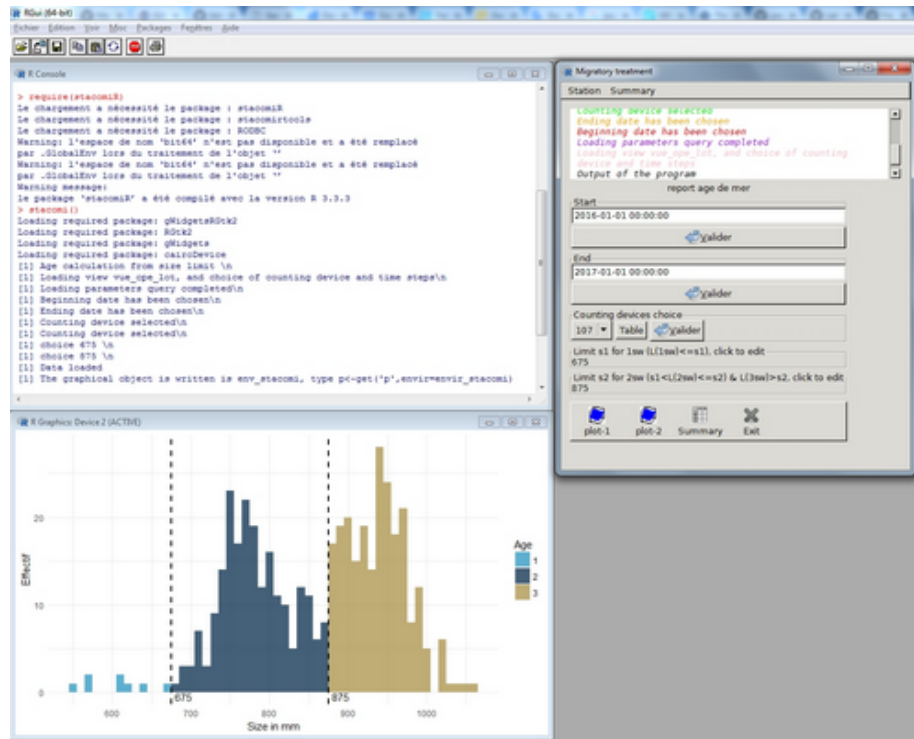 RGui (64-bit)
Fichier Edition Voir Misc Packages Fenêtres Aide
R Console
> require(stacomiR)
Le chargement a nécessité le package : stacomiR
Le chargement a nécessité le package : stacomirtools
Le chargement a nécessité le package : RODBC
Warning: l'espace de nom 'bit64' n'est pas disponible et a été remplacé
par .GlobalEnv lors du traitement de l'objet ''
Warning: l'espace de nom 'bit64' n'est pas disponible et a été remplacé
par .GlobalEnv lors du traitement de l'objet ''
Warning message:
Le package 'stacomiR' a été compilé avec la version R 3.3.3
> stacomi()
Loading required package: gWidgetsRGtk2
Loading required package: RGtk2
Loading required package: gWidgets
Loading required package: cairoDevice
[1] Age calculation from size limit \n
[1] Loading view vue_ope_lot, and choice of counting device and time steps\n
[1] Loading parameters query completed\n
[1] Beginning date has been chosen\n
[1] Ending date has been chosen\n
[1] Counting device selected\n
[1] Counting device selected\n
[1] choice 675 \n
[1] choice 875 \n
[1] Data loaded
[1] The graphical object is written is env_stacomi, type p<-get('p',envir=envir_stacomi)
Migratory treatment
Station Summary
Counting device selected
Ending date has been chosen
Beginning date has been chosen
Loading parameters query completed
Loading view vue_ope_lot, and choice of counting
device and time steps
Output of the program
report age de mer
Start
2016-01-01 00:00:00
Valider
End
2017-01-01 00:00:00
Valider
Counting devices choice
107 Table Valider
Limit s1 for 1sw (L(1sw)<=s1), click to edit
675
Limit s2 for 2sw (s1<L(2sw)<=s2) & L(3sw)>s2, click to edit
875
plot-1 plot-2 Summary Exit
R Graphics: Device 2 (ACTIVE)
Effectif
20
10
0
675
875
600 700 800 900 1000
Size in mm
Age
1
2
3